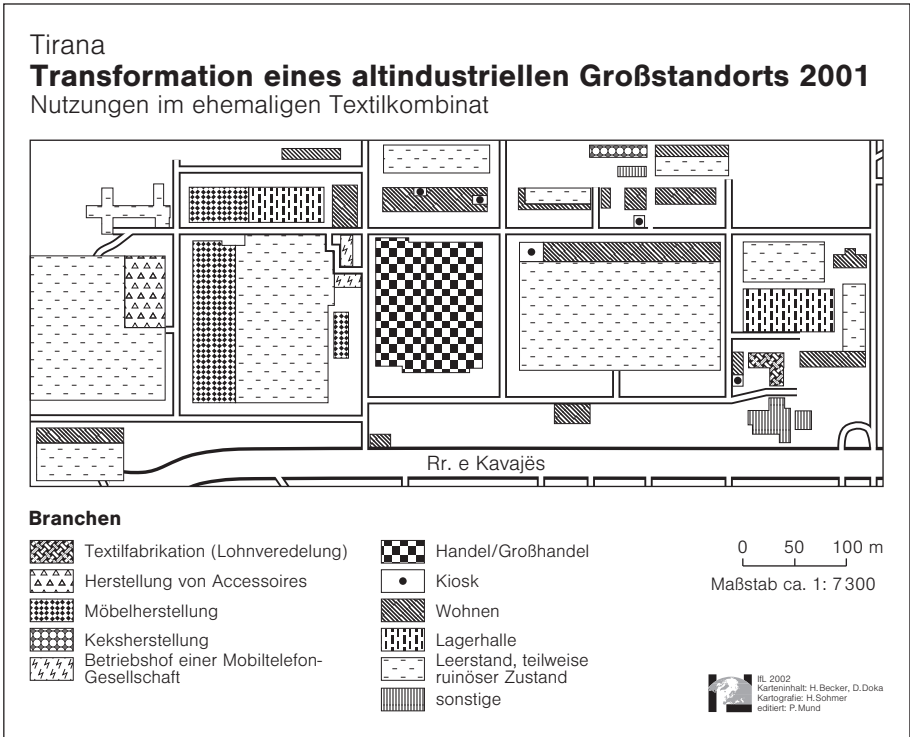 Tirana
Transformation eines altindustriellen Großstandorts 2001
Nutzungen im ehemaligen Textilkombinat
Rr. e Kavajës
Branchen
Textilfabrikation (Lohnveredelung)
Herstellung von Accessoires
Möbelherstellung
Keksherstellung
Betriebshof einer Mobiltelefon-
Gesellschaft
Handel/Großhandel
Kiosk
Wohnen
Lagerhalle
Leerstand, teilweise
ruinöser Zustand
sonstige
0 50 100 m
Maßstab ca. 1: 7300
IfL 2002
Karteninhalt: H.Becker, D.Doka
Kartografie: H.Sohmer
editiert: P.Mund